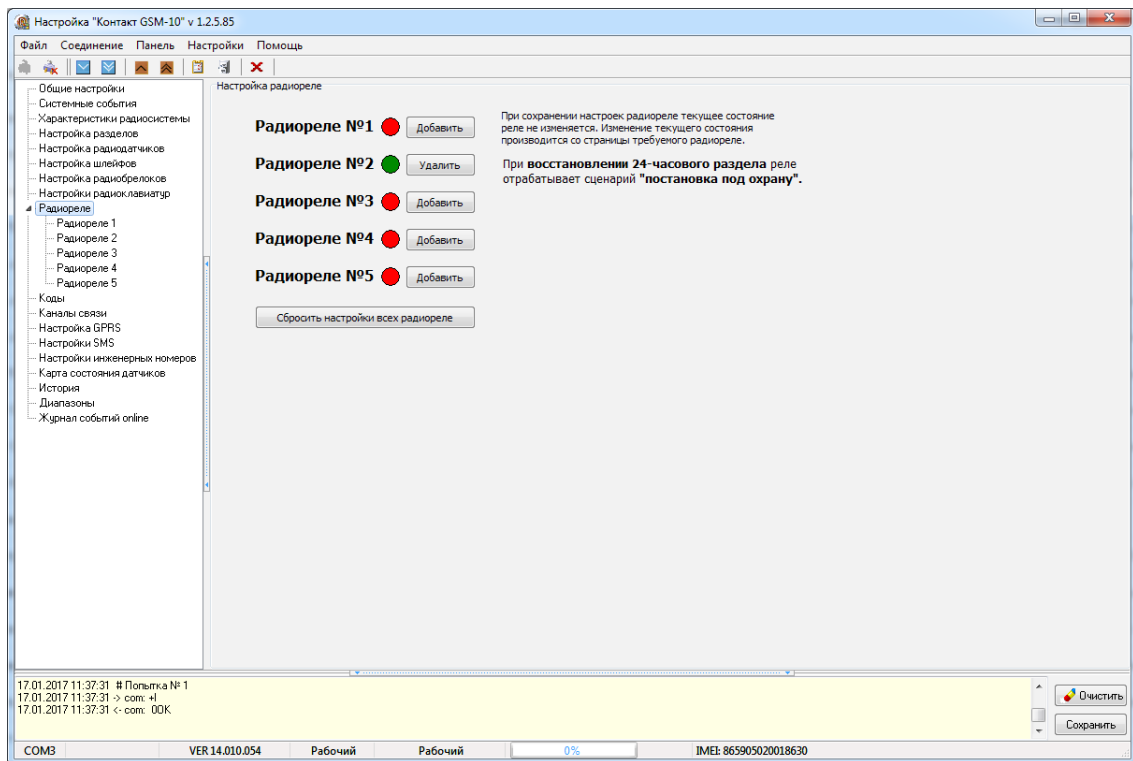 Настройка "Контакт GSM-10" v 1.2.5.85
Файл Соединение Панель Настройки Помощь
Общие настройки
Системные события
Характеристики радиосистемы
Настройка разделов
Настройка радиодатчиков
Настройка шлейфов
Настройка радиобрелоков
Настройки радиоклавиатур
Радиореле
Радиореле 1
Радиореле 2
Радиореле 3
Радиореле 4
Радиореле 5
Коды
Каналы связи
Настройка GPRS
Настройки SMS
Настройки инженерных номеров
Карта состояния датчиков
История
Диапазоны
Журнал событий online
Настройка радиореле
Радиореле №1 Добавить
Радиореле №2 Удалить
Радиореле №3 Добавить
Радиореле №4 Добавить
Радиореле №5 Добавить
Сбросить настройки всех радиореле
При сохранении настроек радиореле текущее состояние
реле не изменяется. Изменение текущего состояния
производится со страницы требуемого радиореле.
При восстановлении 24-часового раздела реле
отрабатывает сценарий "постановка под охрану".
17.01.2017 11:37:31 # Попытка № 1
17.01.2017 11:37:31 -> com: +I
17.01.2017 11:37:31 <- com: 0OK
Очистить
Сохранить
COM3 VER 14.010.054 Рабочий Рабочий 0% IMEI: 865905020018630